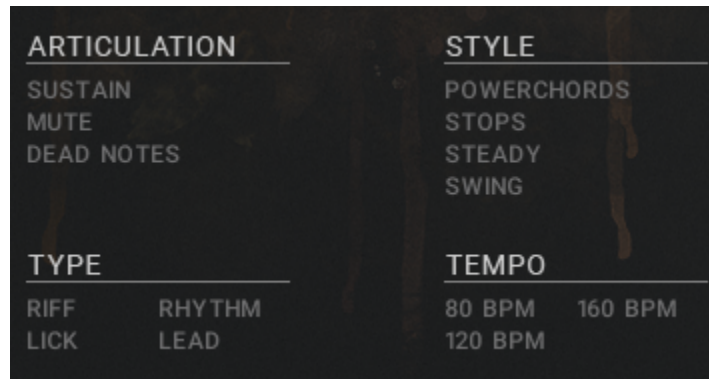 ARTICULATION
SUSTAIN
MUTE
DEAD NOTES
STYLE
POWERCHORDS
STOPS
STEADY
SWING
TYPE
RIFF RHYTHM
LICK LEAD
TEMPO
80 BPM 160 BPM
120 BPM